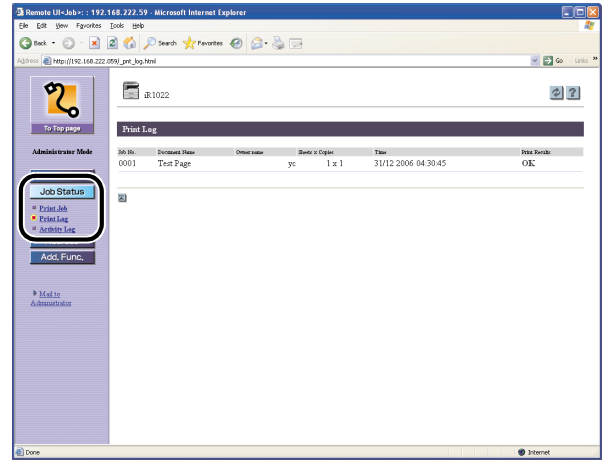 Remote UI<Job>: : 192.168.222.59 - Microsoft Internet Explorer
File Edit View Favorites Tools Help
Back Search Favorites
Address http://192.168.222.059/_pnt_log.html Go Links »
iR1022
To Top page
Print Log
Administrator Mode
Job No. Document Name Owner name Sheets x Copies Time Print Results
0001 Test Page yc 1 x 1 31/12 2006 04:30:45 OK
Job Status
Print Job
Print Log
Activity Log
Add. Func.
Mail to
Administrator
Done Internet